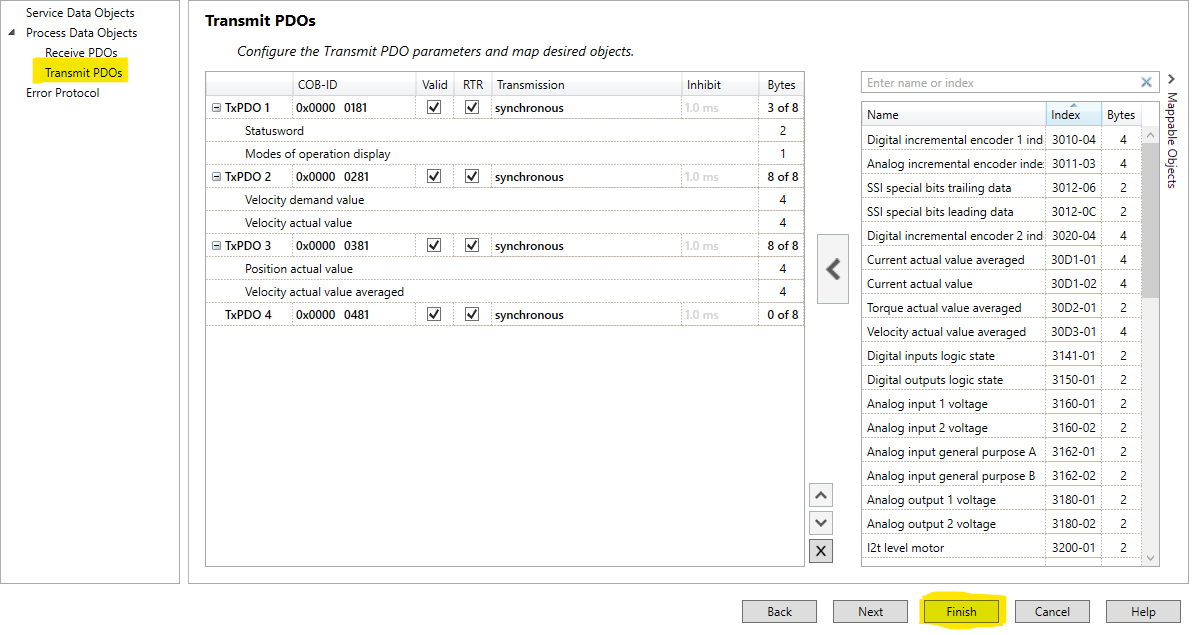 Service Data Objects
Process Data Objects
Receive PDOs
Transmit PDOs
Error Protocol
Transmit PDOs
Configure the Transmit PDO parameters and map desired objects.
COB-ID Valid RTR Transmission Inhibit Bytes
TxPDO 1 0x0000 0181 synchronous 1.0 ms 3 of 8
Statusword 2
Modes of operation display 1
TxPDO 2 0x0000 0281 synchronous 1.0 ms 8 of 8
Velocity demand value 4
Velocity actual value 4
TxPDO 3 0x0000 0381 synchronous 1.0 ms 8 of 8
Position actual value 4
Velocity actual value averaged 4
TxPDO 4 0x0000 0481 synchronous 1.0 ms 0 of 8
Enter name or index
Name Index Bytes
Digital incremental encoder 1 ind 3010-04 4
Analog incremental encoder inde 3011-03 4
SSI special bits trailing data 3012-06 2
SSI special bits leading data 3012-0C 2
Digital incremental encoder 2 ind 3020-04 4
Current actual value averaged 30D1-01 4
Current actual value 30D1-02 4
Torque actual value averaged 30D2-01 2
Velocity actual value averaged 30D3-01 4
Digital inputs logic state 3141-01 2
Digital outputs logic state 3150-01 2
Analog input 1 voltage 3160-01 2
Analog input 2 voltage 3160-02 2
Analog input general purpose A 3162-01 2
Analog input general purpose B 3162-02 2
Analog output 1 voltage 3180-01 2
Analog output 2 voltage 3180-02 2
I2t level motor 3200-01 2
Mappable Objects
Back Next Finish Cancel Help